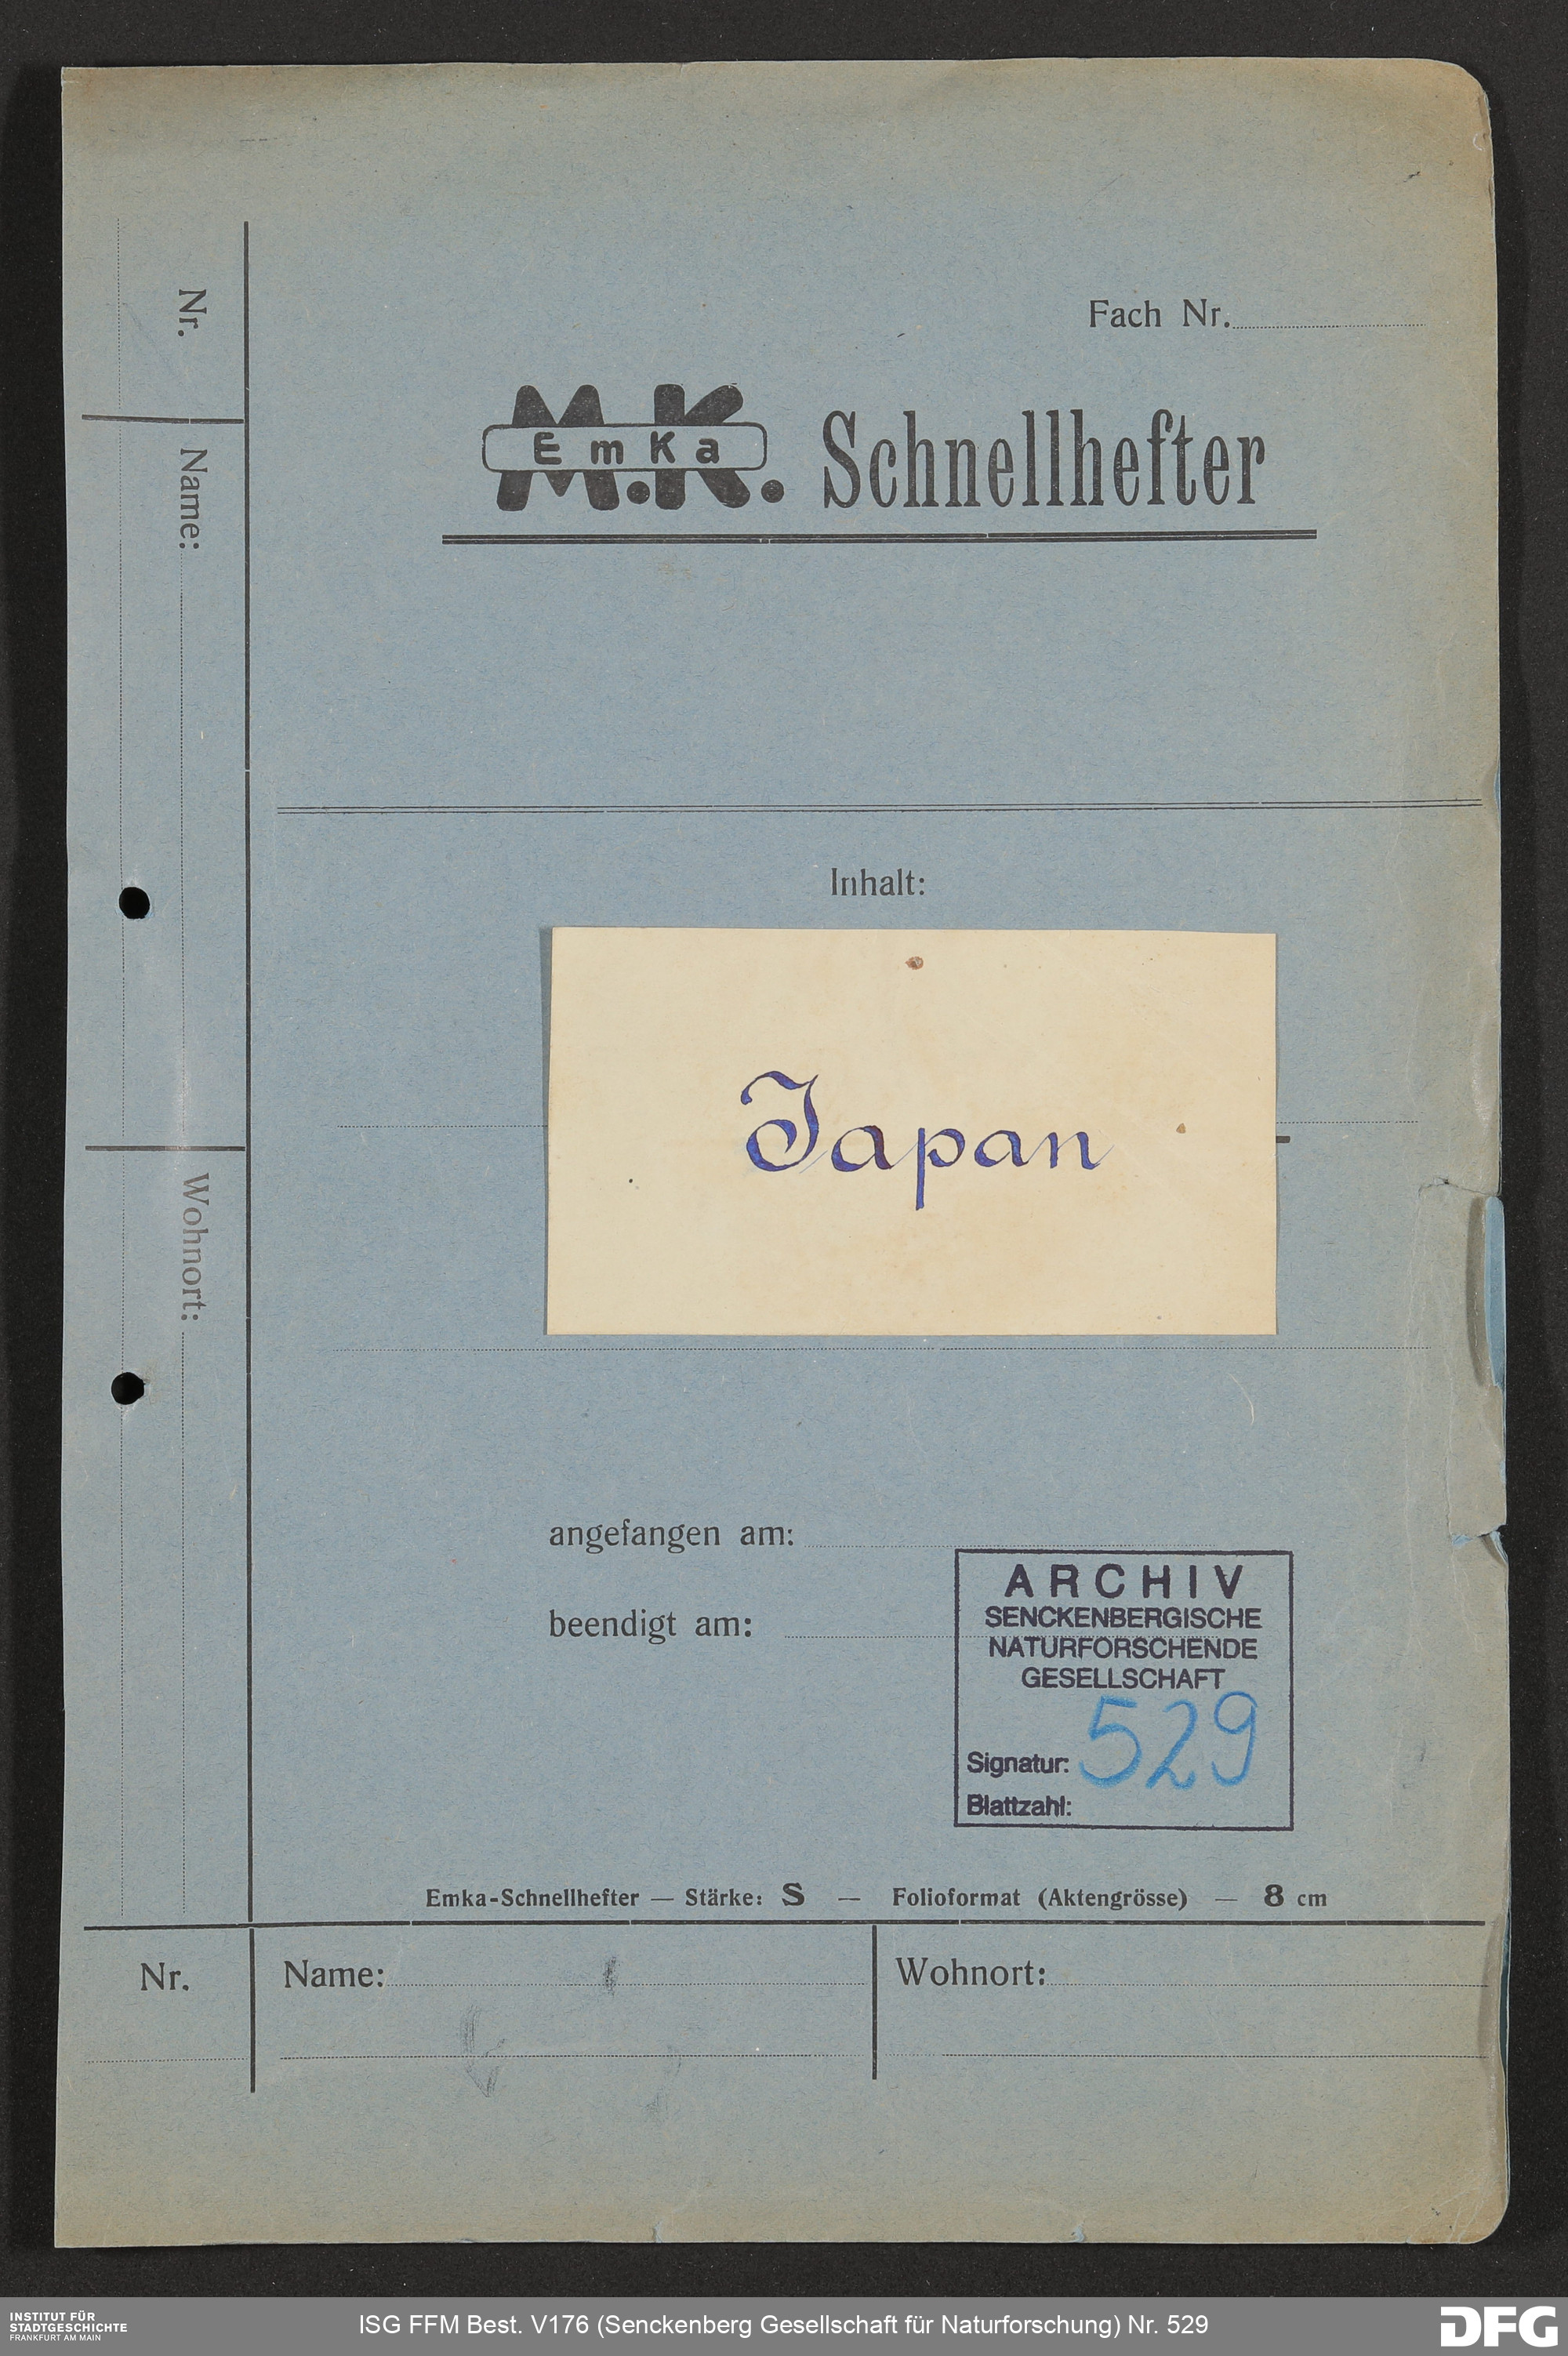 Fach Nr.
M.K.
EmKa
Schnellhefter
Nr.
Name:
Wohnort:
Inhalt:
Japan
angefangen am:
beendigt am:
ARCHIV
SENCKENBERGISCHE
NATURFORSCHENDE
GESELLSCHAFT
Signatur: 529
Blattzahl:
Emka-Schnellhefter — Stärke: S — Folioformat (Aktengrösse) — 8 cm
Nr. Name: Wohnort:
INSTITUT FÜR
STADTGESCHICHTE
FRANKFURT AM MAIN
ISG FFM Best. V176 (Senckenberg Gesellschaft für Naturforschung) Nr. 529
DFG